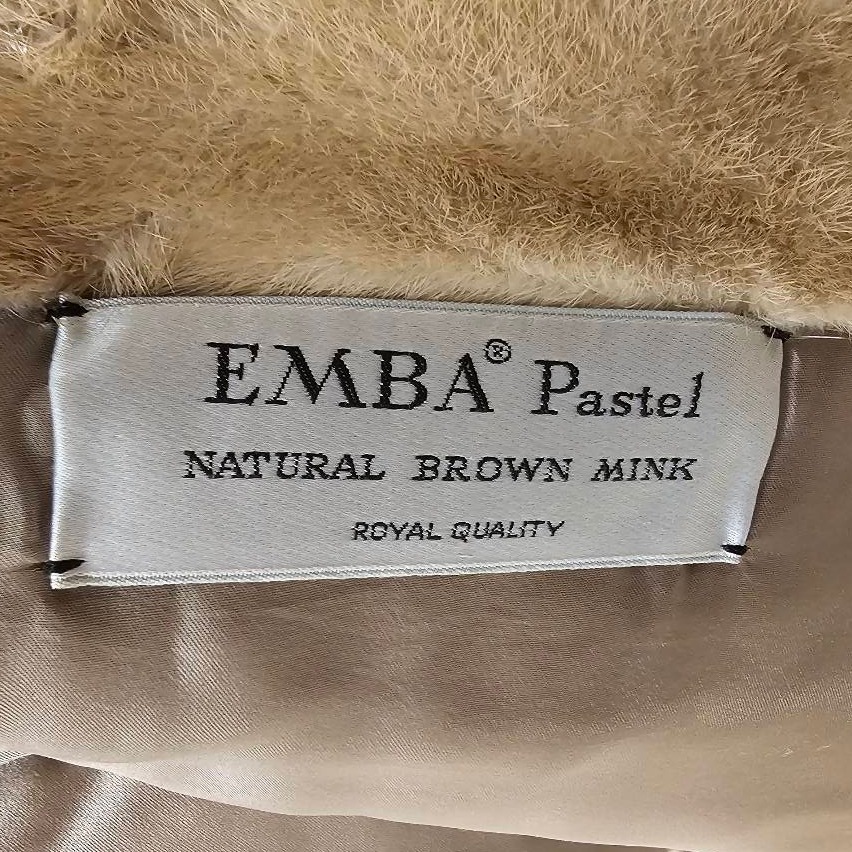 EMBA® Pastel
NATURAL BROWN MINK
ROYAL QUALITY